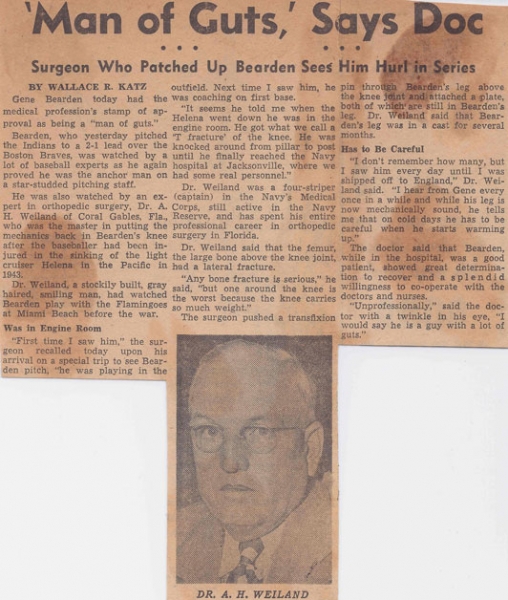 'Man of Guts,' Says Doc
Surgeon Who Patched Up Bearden Sees Him Hurl in Series
BY WALLACE R. KATZ
Gene Bearden today had the
medical profession's stamp of ap-
proval as being a "man of guts."
Bearden, who yesterday pitched
the Indians to a 2-1 lead over the
Boston Braves, was watched by a
lot of baseball experts as he again
proved he was the anchor man on
a star-studded pitching staff.
He was also watched by an ex-
pert in orthopedic surgery, Dr. A.
H. Weiland of Coral Gables, Fla.,
who was the master in putting the
mechanics back in Bearden's knee
after the baseballer had been in-
jured in the sinking of the light
cruiser Helena in the Pacific in
1943.
Dr. Weiland, a stockily built, gray
haired, smiling man, had watched
Bearden play with the Flamingoes
at Miami Beach before the war.
Was in Engine Room
"First time I saw him," the sur-
geon recalled today upon his
arrival on a special trip to see Bear-
den pitch, "he was playing in the
outfield. Next time I saw him, he
was coaching on first base.
"It seems he told me when the
Helena went down he was in the
engine room. He got what we call a
'T fracture' of the knee. He was
knocked around from pillar to post
until he finally reached the Navy
hospital at Jacksonville, where we
had some real personnel."
Dr. Weiland was a four-striper
(captain) in the Navy's Medical
Corps, still active in the Navy
Reserve, and has spent his entire
professional career in orthopedic
surgery in Florida.
Dr. Weiland said that the femur,
the large bone above the knee joint,
had a lateral fracture.
"Any bone fracture is serious," he
said, "but one around the knee is
the worst because the knee carries
so much weight."
The surgeon pushed a transfixion
pin through Bearden's leg above
the knee joint and attached a plate,
both of which are still in Bearden's
leg. Dr. Weiland said that Bear-
den's leg was in a cast for several
months.
Has to Be Careful
"I don't remember how many, but
I saw him every day until I was
shipped off to England," Dr. Wei-
land said. "I hear from Gene every
once in a while and while his leg is
now mechanically sound, he tells
me that on cold days he has to be
careful when he starts warming
up."
The doctor said that Bearden,
while in the hospital, was a good
patient, showed great determina-
tion to recover and a splendid
willingness to co-operate with the
doctors and nurses.
"Unprofessionally," said the doc-
tor with a twinkle in his eye, "I
would say he is a guy with a lot of
guts."
DR. A. H. WEILAND